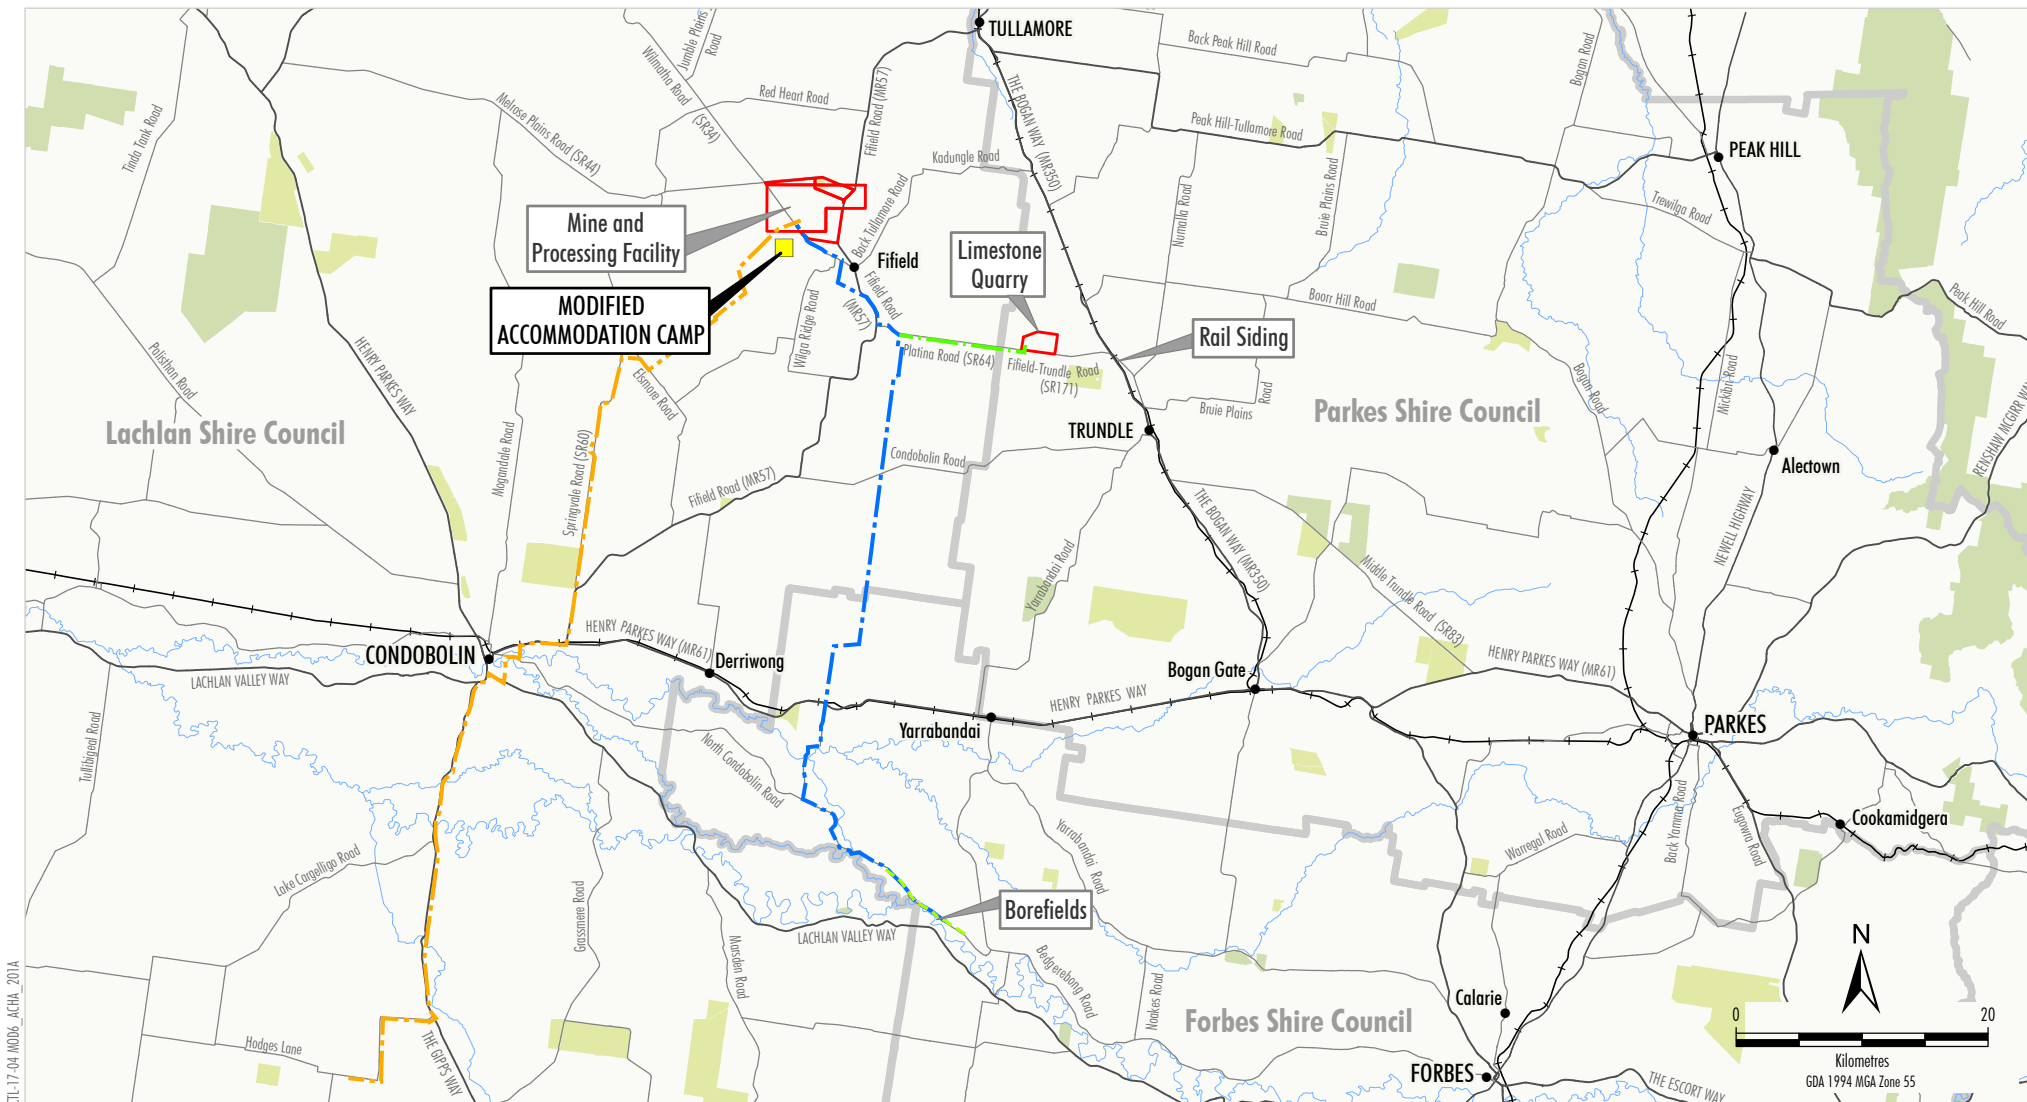 TULLAMORE
Jumble Plains
Road
Wilmatha Road
(SR34)
Back Peak Hill Road
Bogan Road
Red Heart Road
Fifield Road (MR57)
THE BOGAN WAY (MR350)
Melrose Plains Road (SR44)
Tinda Tank Road
Peak Hill-Tullamore Road
PEAK HILL
Kadungle Road
Bruie Plains Road
Numalla Road
Trewilga Road
Back Tullamore Road
Mine and
Processing Facility
Fifield
Limestone
Quarry
Fifield Road
(MR57)
MODIFIED
ACCOMMODATION CAMP
Wilga Ridge Road
Boorr Hill Road
Peak Hill Road
Rail Siding
Platina Road (SR64)
Fifield-Trundle Road
(SR171)
Palisthan Road
HENRY PARKES WAY
Elsmore Road
Bogan Road
Mickibri Road
RENSHAW MCGIRR WAY
Bruie Plains
Road
Lachlan Shire Council
Parkes Shire Council
TRUNDLE
Mogandale Road
Springvale Road (SR60)
Condobolin Road
Fifield Road (MR57)
Alectown
THE BOGAN WAY (MR350)
NEWELL HIGHWAY
Yarrabandai Road
Middle Trundle Road (SR83)
HENRY PARKES WAY (MR61)
CONDOBOLIN
Derriwong
HENRY PARKES WAY (MR61)
LACHLAN VALLEY WAY
Bogan Gate
HENRY PARKES WAY
Yarrabandai
PARKES
Tullibigeal Road
North Condobolin Road
Back Yamma Road
Eugowra Road
Cookamidgera
Yarrabandai Road
Warregal Road
Lake Cargelligo Road
Grassmere Road
Borefields
LACHLAN VALLEY WAY
Marsden Road
Bedgerebong Road
Noakes Road
N
Calarie
Forbes Shire Council
0
20
Kilometres
GDA 1994 MGA Zone 55
Hodges Lane
THE GIPPS WAY
FORBES
THE ESCORT WAY
CTL-17-04 MOD6_ACHA_201A